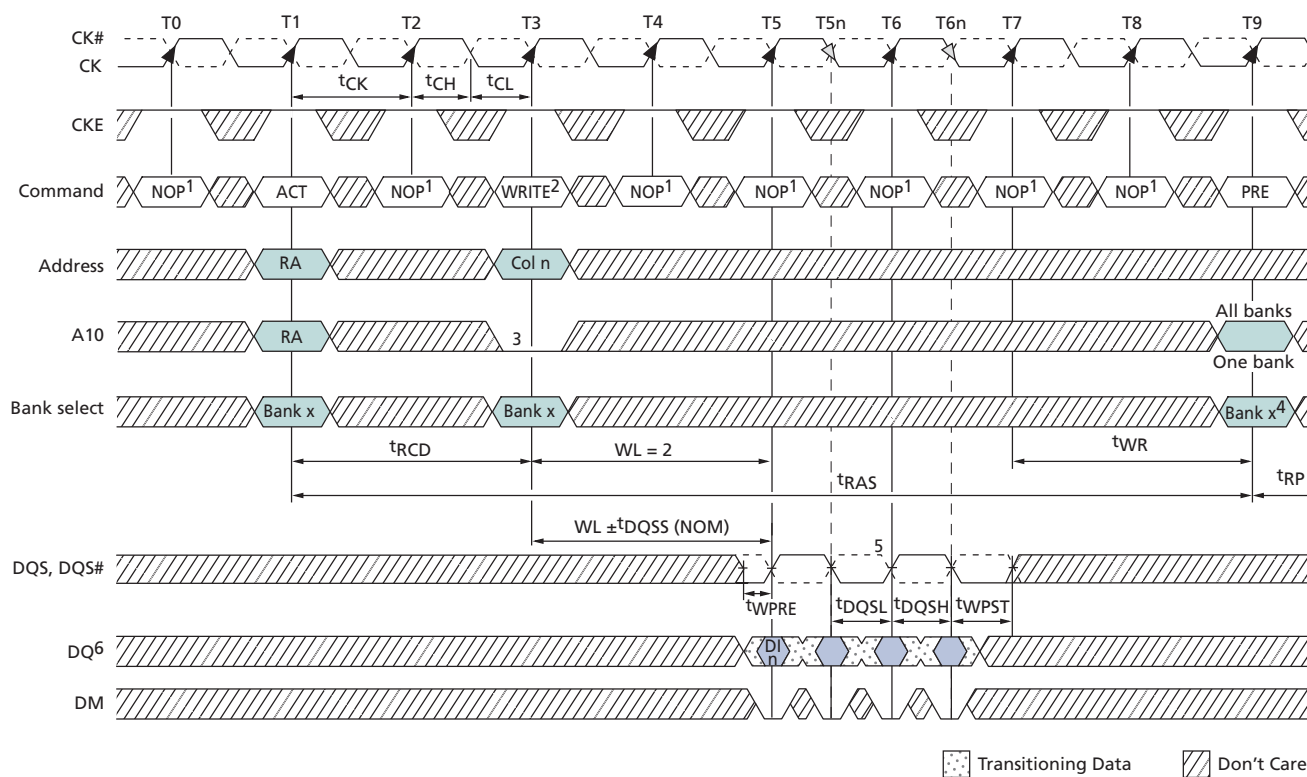 T0 T1 T2 T3 T4 T5 T5n T6 T6n T7 T8 T9
CK#
CK
tCK tCH tCL
CKE
Command NOP1 ACT NOP1 WRITE2 NOP1 NOP1 NOP1 NOP1 NOP1 PRE
Address RA Col n
All banks
A10 RA 3
One bank
Bank select Bank x Bank x Bank x4
tRCD WL = 2 tWR
tRAS tRP
WL ±tDQSS (NOM)
5
DQS, DQS#
tWPRE tDQSL tDQSH tWPST
DQ6 DI
n
DM
Transitioning Data Don't Care